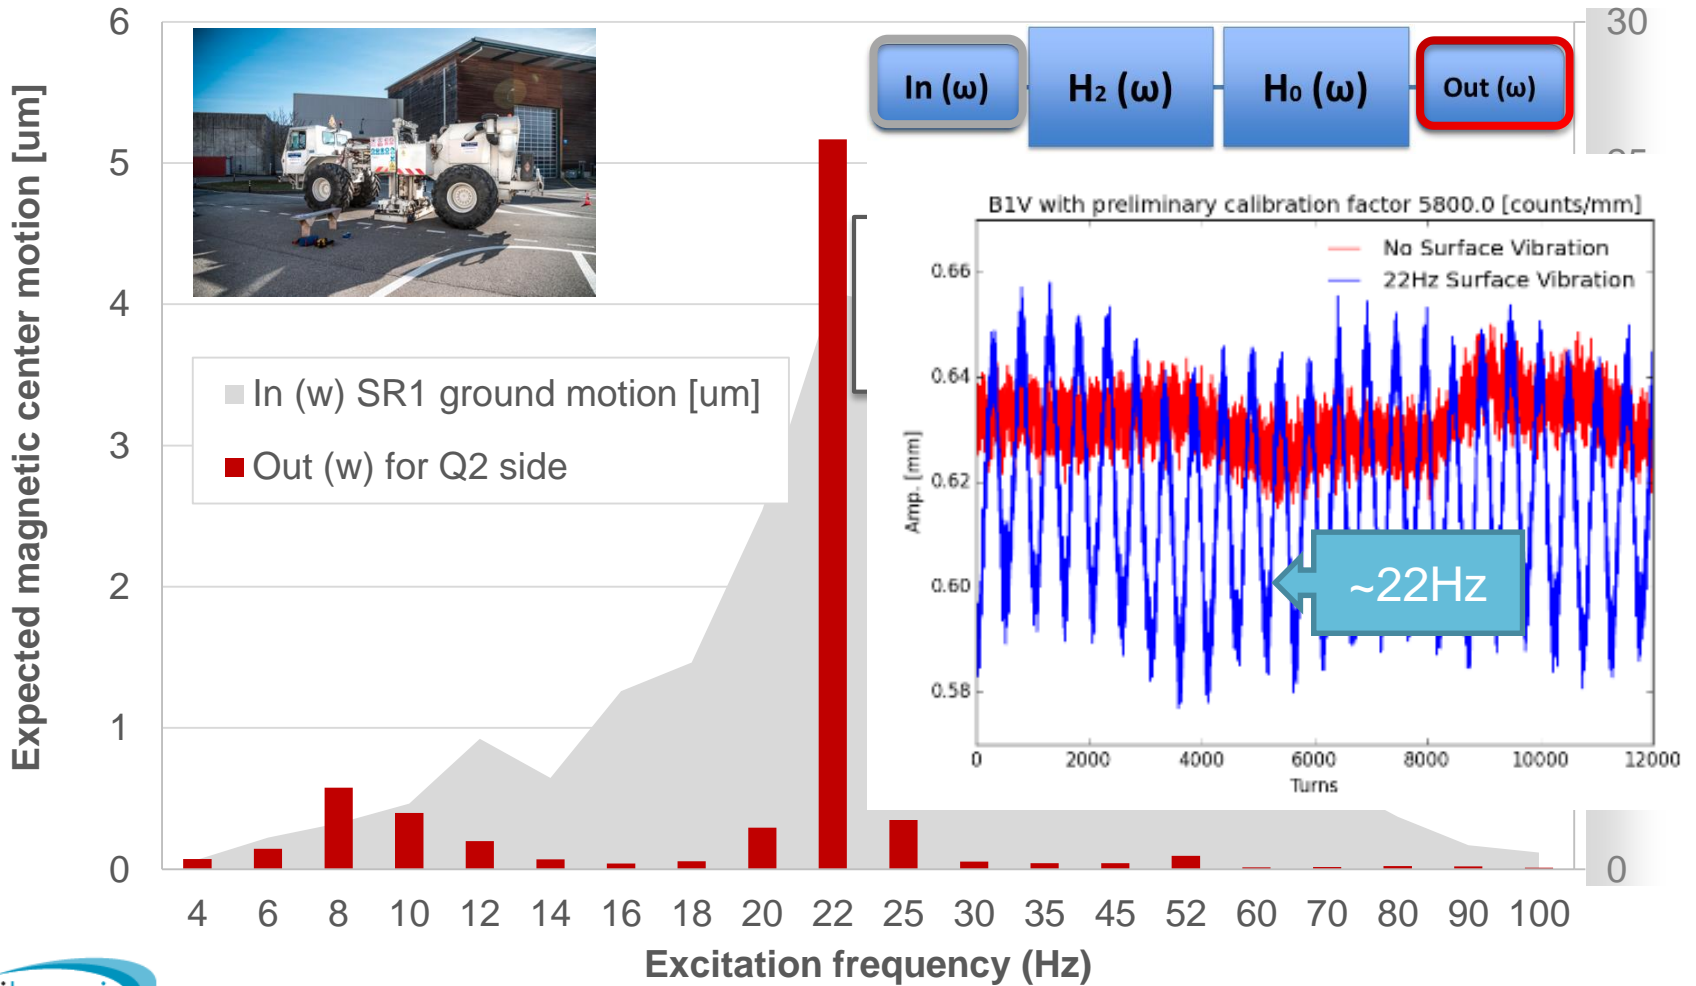 6
5
4
3
2
1
0
Expected magnetic center motion [um]
In (w) SR1 ground motion [um]
Out (w) for Q2 side
In (ω)
H2 (ω)
H0 (ω)
Out (ω)
30
0
B1V with preliminary calibration factor 5800.0 [counts/mm]
No Surface Vibration
22Hz Surface Vibration
0.66
0.64
0.62
0.60
0.58
Amp. [mm]
~22Hz
0 2000 4000 6000 8000 10000 12000
Turns
4 6 8 10 12 14 16 18 20 22 25 30 35 45 52 60 70 80 90 100
Excitation frequency (Hz)